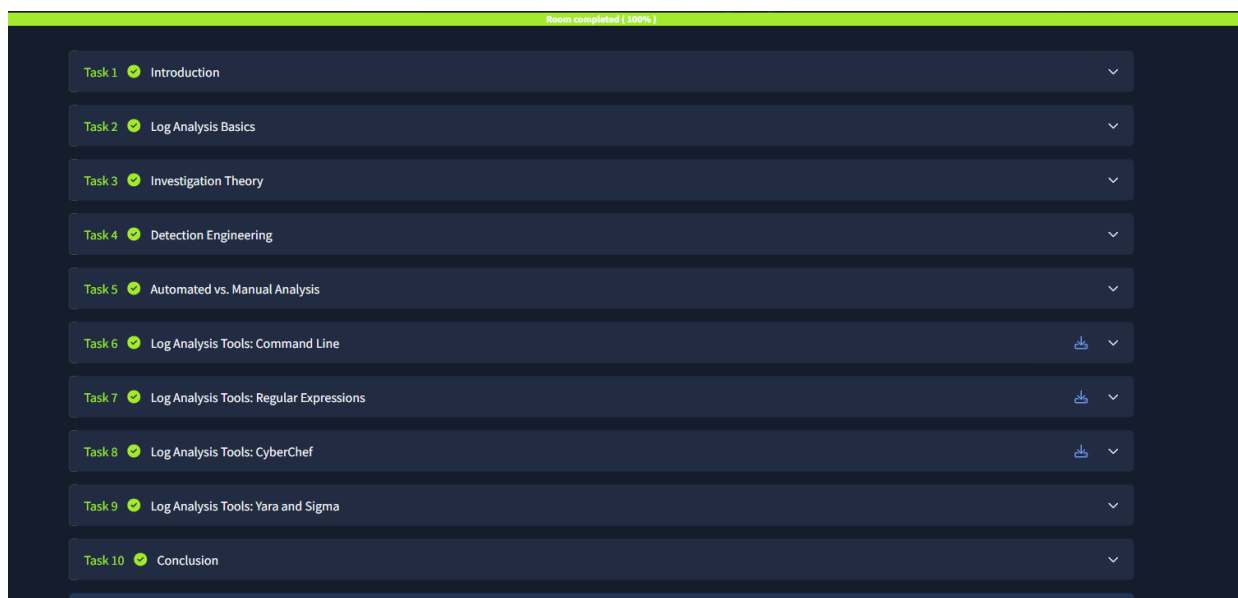 Room completed ( 100% )
Task 1 Introduction
Task 2 Log Analysis Basics
Task 3 Investigation Theory
Task 4 Detection Engineering
Task 5 Automated vs. Manual Analysis
Task 6 Log Analysis Tools: Command Line
Task 7 Log Analysis Tools: Regular Expressions
Task 8 Log Analysis Tools: CyberChef
Task 9 Log Analysis Tools: Yara and Sigma
Task 10 Conclusion